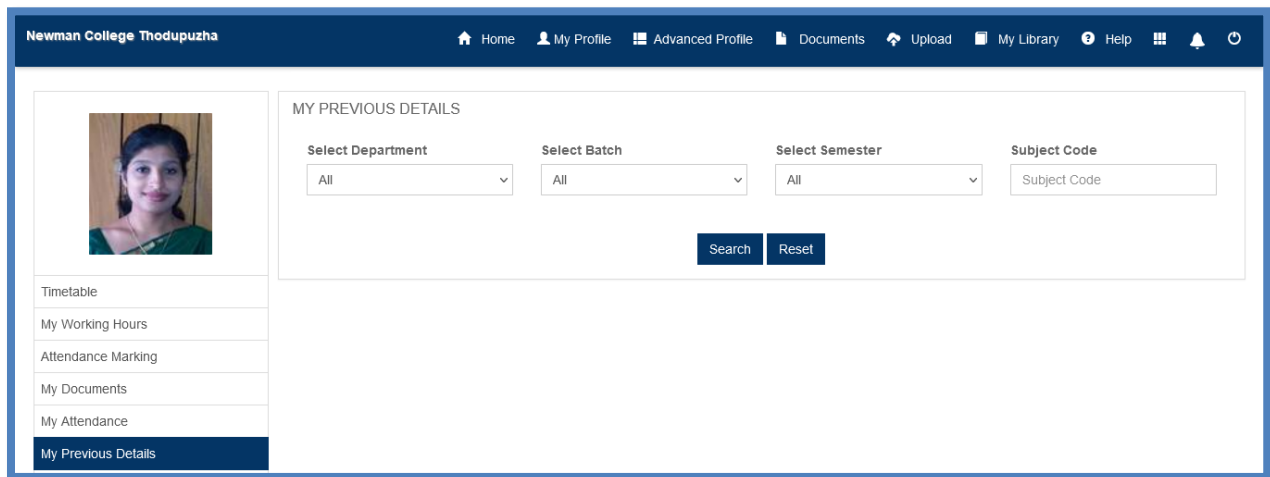 Newman College Thodupuzha
Home My Profile Advanced Profile Documents Upload My Library Help
MY PREVIOUS DETAILS
Select Department Select Batch Select Semester Subject Code
All All All Subject Code
Search Reset
Timetable
My Working Hours
Attendance Marking
My Documents
My Attendance
My Previous Details